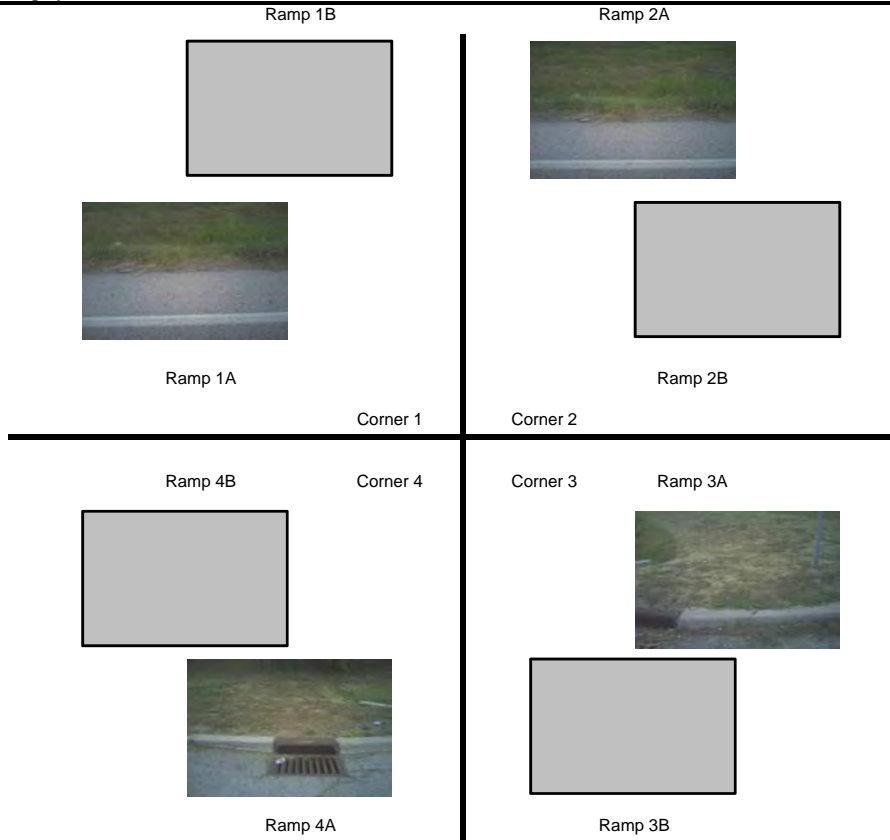 Ramp 1B
Ramp 2A
Ramp 1A
Ramp 2B
Corner 1
Corner 2
Ramp 4B
Corner 4
Corner 3
Ramp 3A
Ramp 4A
Ramp 3B